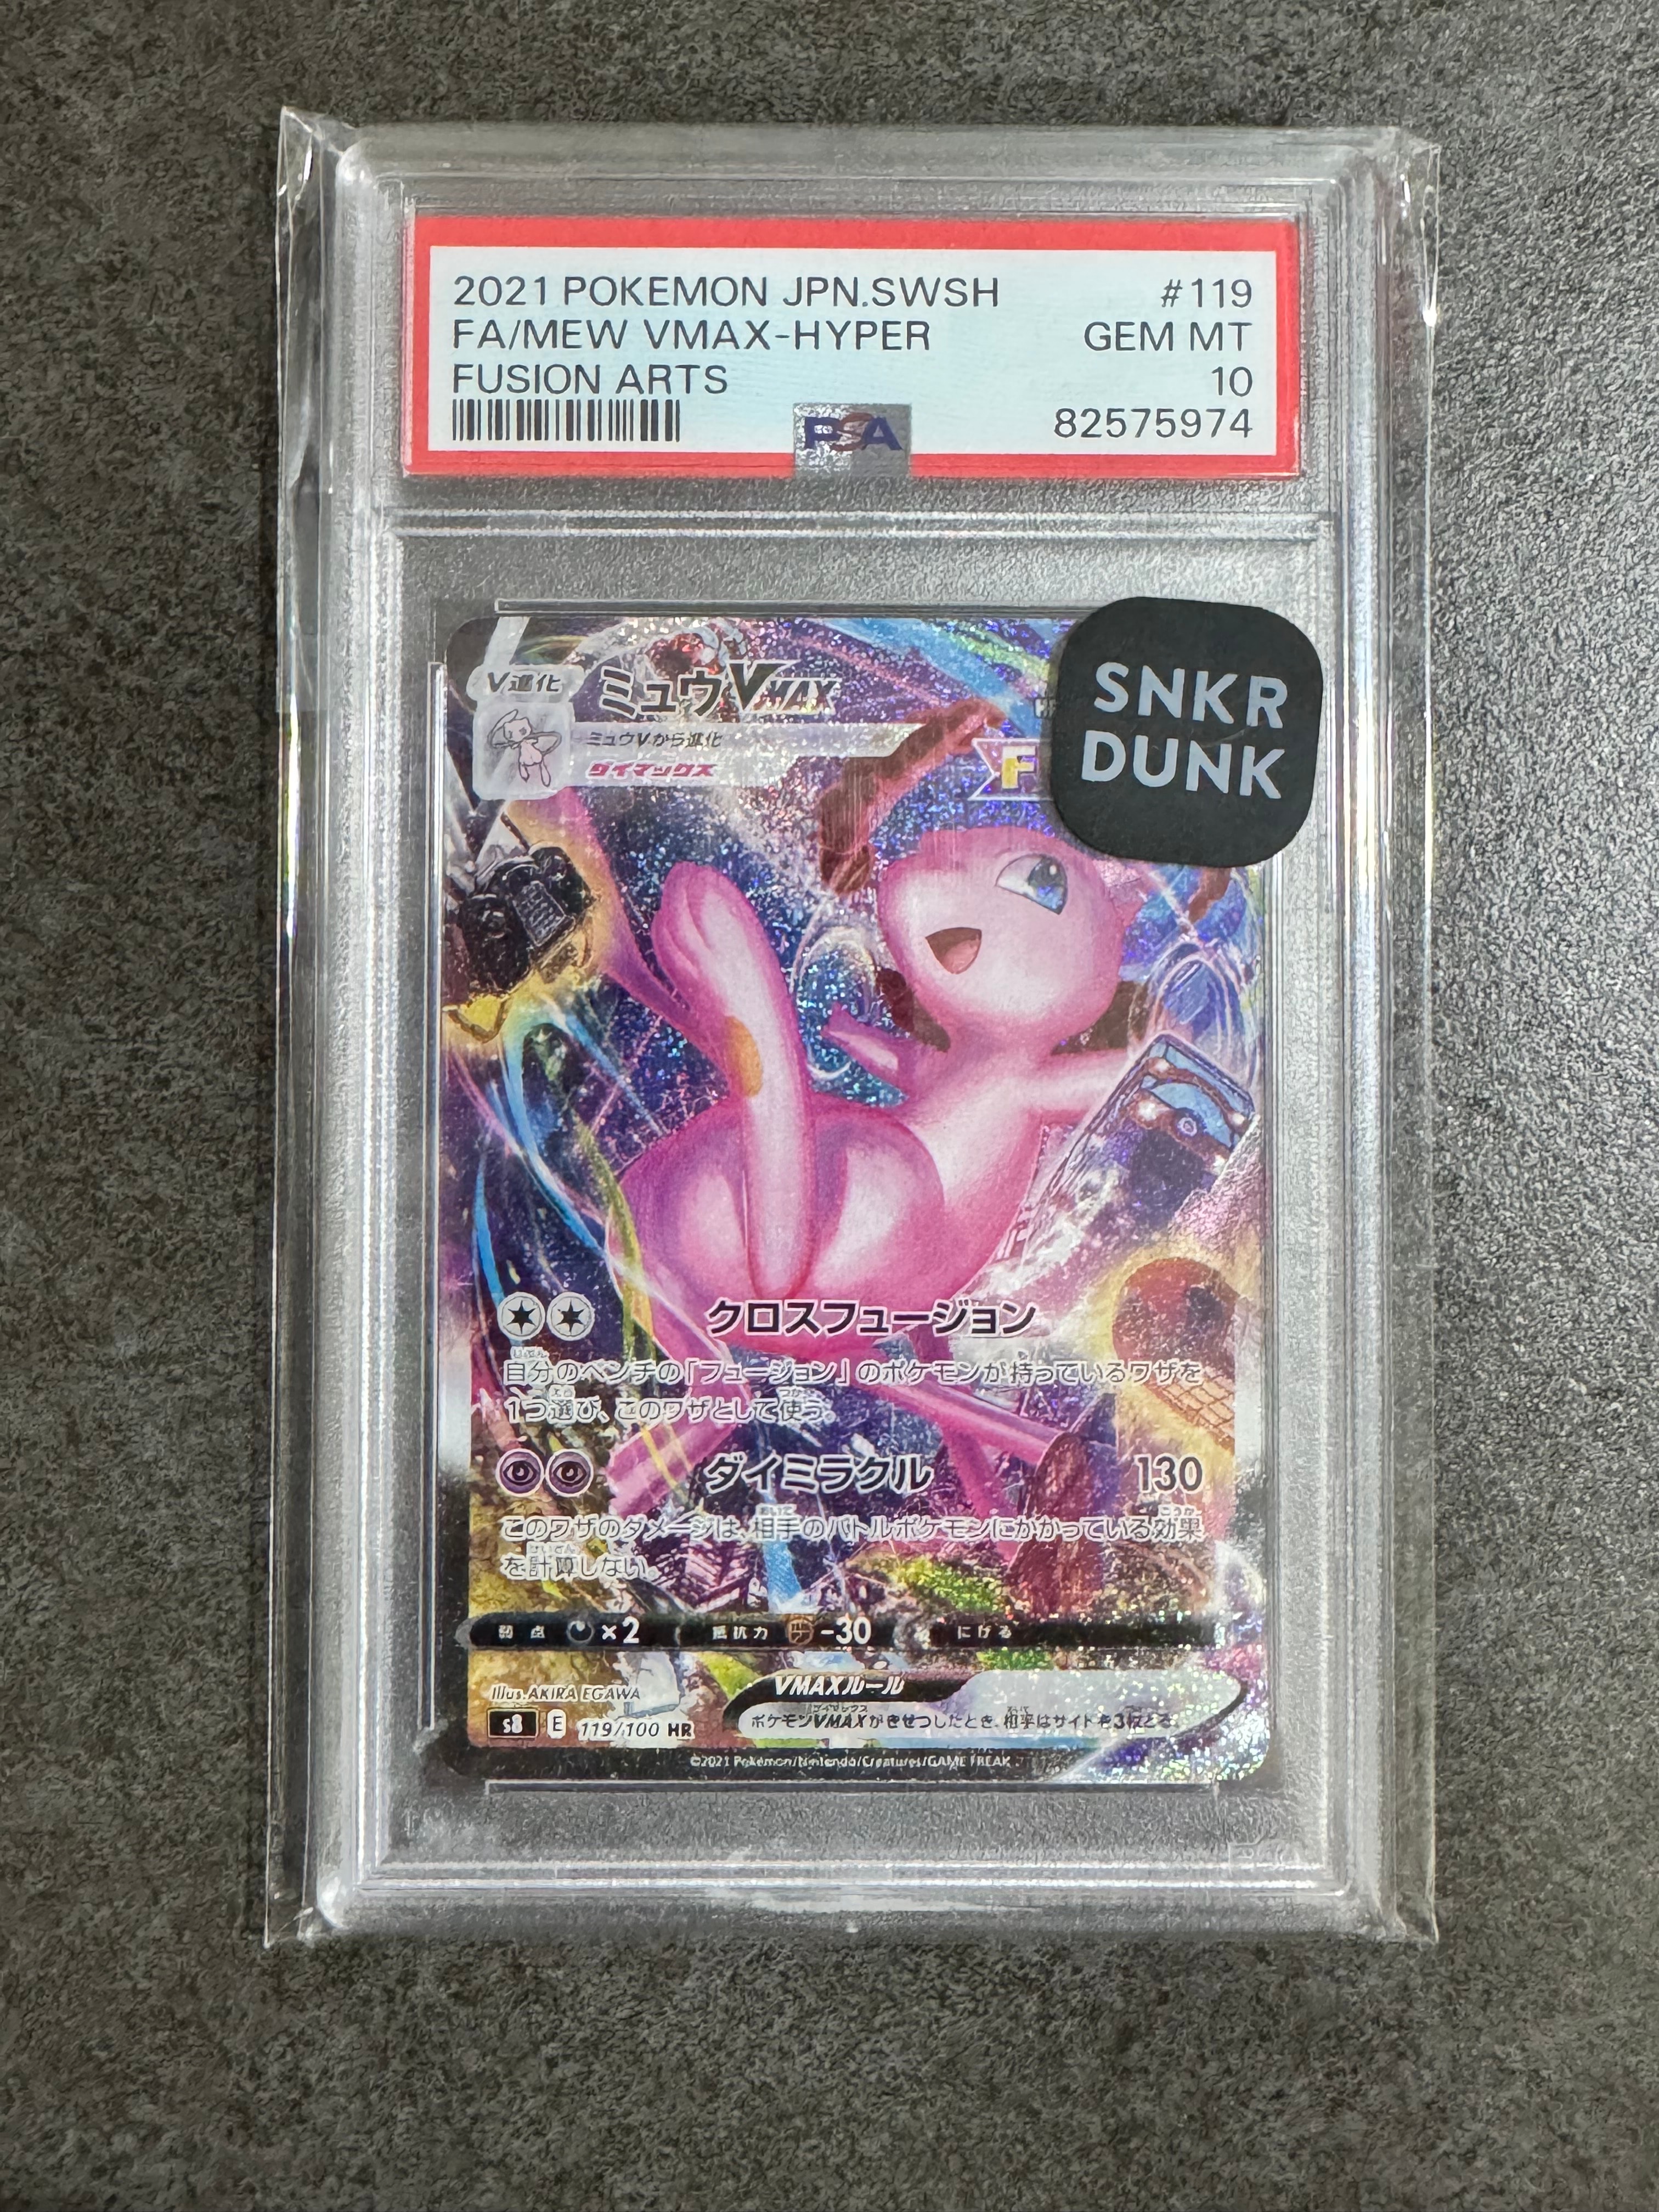 2021 POKEMON JPN.SWSH #119
FA/MEW VMAX-HYPER GEM MT
FUSION ARTS 10
82575974
PSA
SNKR
DUNK
V進化
ミュウVMAX
ミュウVから進化
ダイマックス
F
クロスフュージョン
自分のベンチの「フュージョン」のポケモンが持っているワザを
1つ選び、このワザとして使う。
ダイミラクル 130
このワザのダメージは、相手のバトルポケモンにかかっている効果
を計算しない。
弱点 ×2 抵抗力 -30 にげる
Illus. AKIRA EGAWA
VMAXルール
s8 E 119/100 HR
ポケモンVMAXがきぜつしたとき、相手はサイドを3枚とる。
©2021 Pokémon/Nintendo/Creatures/GAME FREAK